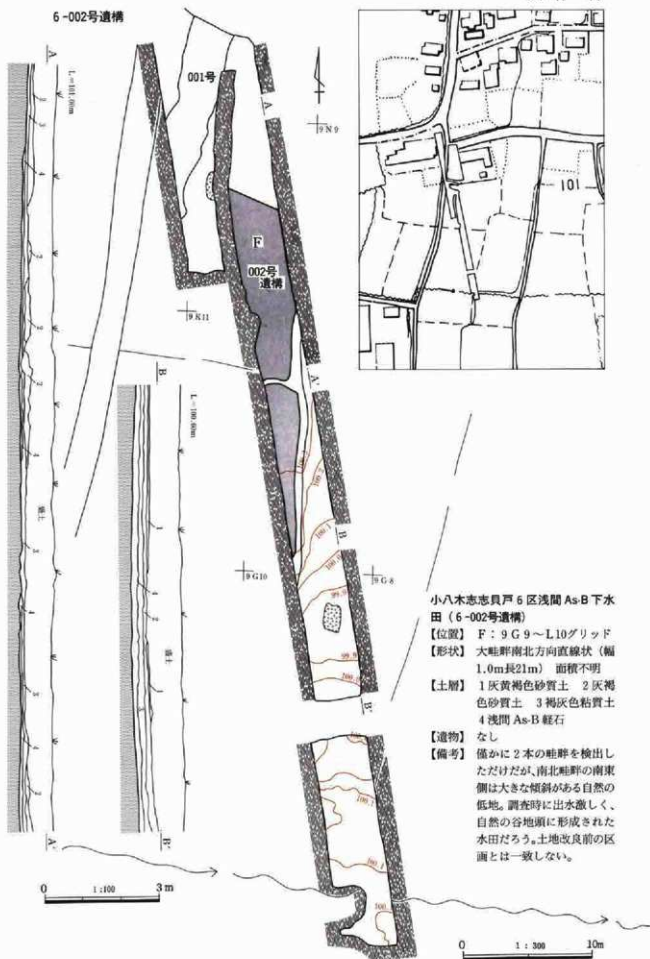 6-002号遺構
A
L=101.00m
001号
A
9N9
F
002号
遺構
9K11
A'
B
L=100.60m
盛土
盛土
101
100.1
B
9G10
9G8
99.9
B'
A'
B'
0 1:100 3m
0 1:300 10m
小八木志志貝戸6区浅間As-B下水
田(6-002号遺構)
【位置】 F:9G9~L10グリッド
【形状】 大畦畔南北方向直線状(幅
1.0m長21m) 面積不明
【土層】 1灰黄褐色砂質土 2灰褐
色砂質土 3褐灰色粘質土
4浅間As-B軽石
【遺物】 なし
【備考】 僅かに2本の畦畔を検出し
ただけだが、南北畦畔の南東
側は大きな傾斜がある自然の
低地。調査時に出水激しく、
自然の谷地頭に形成された
水田だろう。土地改良前の区
画とは一致しない。